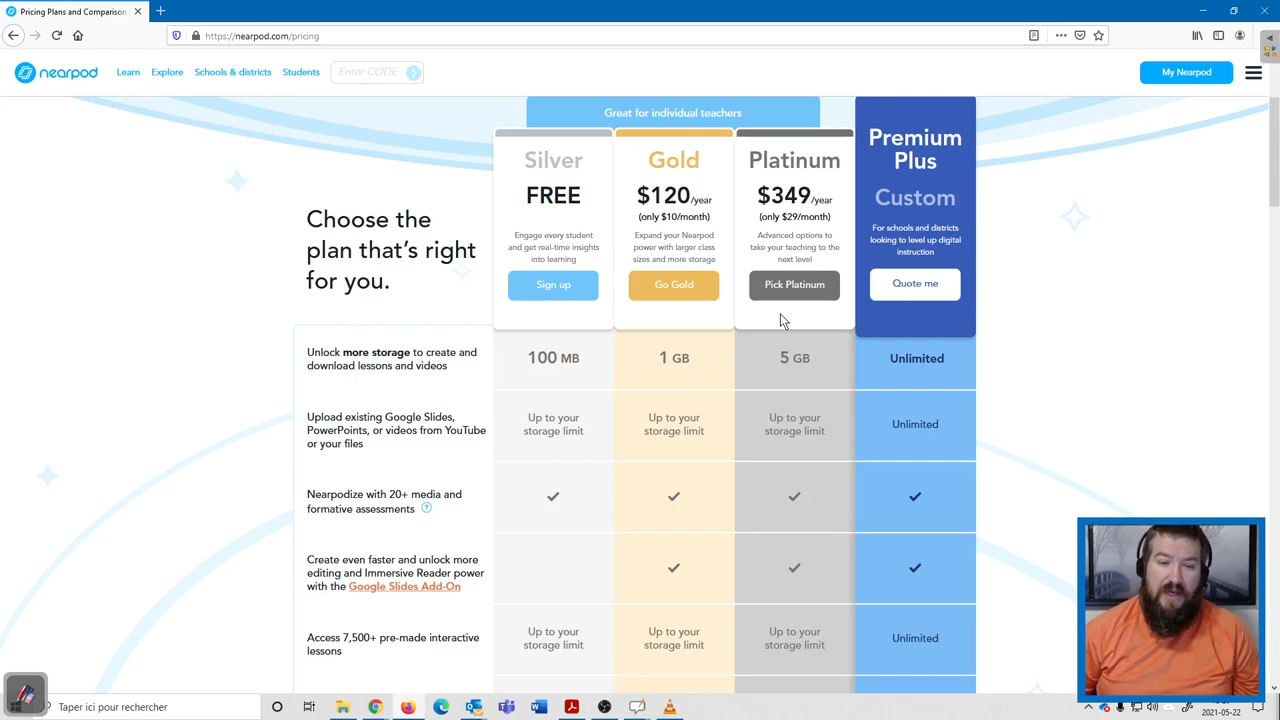 Pricing Plans and Comparison
https://nearpod.com/pricing
nearpod
Learn
Explore
Schools & districts
Students
Enter CODE
My Nearpod
Great for individual teachers
Choose the
plan that's right
for you.
Silver
FREE
Engage every student
and get real-time insights
into learning
Sign up
Gold
$120/year
(only $10/month)
Expand your Nearpod
power with larger class
sizes and more storage
Go Gold
Platinum
$349/year
(only $29/month)
Advanced options to
take your teaching to the
next level
Pick Platinum
Premium
Plus
Custom
For schools and districts
looking to level up digital
instruction
Quote me
Unlock more storage to create and
download lessons and videos
100 MB
1 GB
5 GB
Unlimited
Upload existing Google Slides,
PowerPoints, or videos from YouTube
or your files
Up to your
storage limit
Up to your
storage limit
Up to your
storage limit
Unlimited
Nearpodize with 20+ media and
formative assessments ?
Create even faster and unlock more
editing and Immersive Reader power
with the Google Slides Add-On
Access 7,500+ pre-made interactive
lessons
Up to your
storage limit
Up to your
storage limit
Up to your
storage limit
Unlimited
Taper ici pour rechercher
2021-05-22